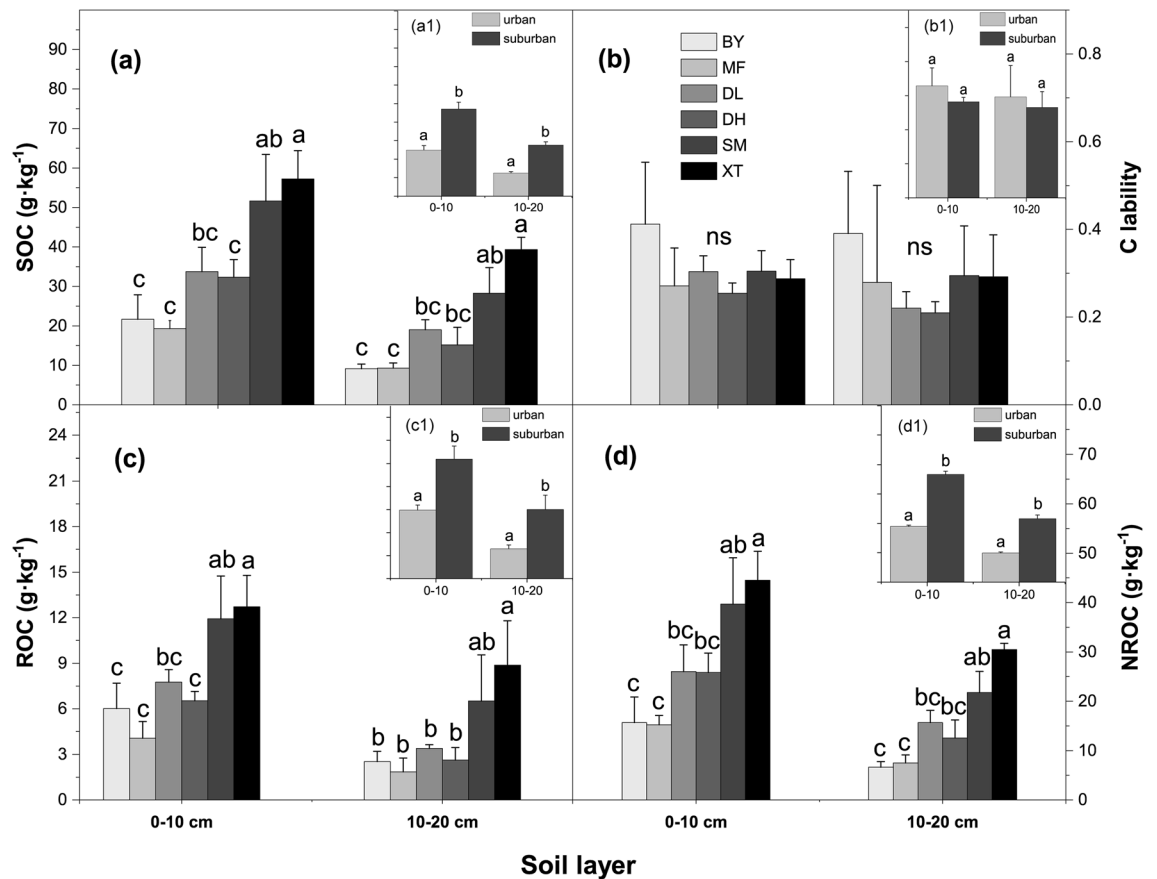 (a)
SOC (g·kg⁻¹)
90
80
70
60
50
40
30
20
10
0
c
c
bc
c
ab
a
c
c
bc
bc
ab
a
(a1)
urban
suburban
a
b
a
b
0-10
10-20
(b)
BY
MF
DL
DH
SM
XT
ns
ns
(b1)
urban
suburban
a
a
a
a
0-10
10-20
0.8
0.6
0.4
0.2
0.0
C lability
(c)
ROC (g·kg⁻¹)
24
21
18
15
12
9
6
3
0
c
c
bc
c
ab
a
b
b
b
b
ab
a
(c1)
urban
suburban
a
b
a
b
0-10
10-20
0-10 cm
10-20 cm
(d)
c
c
bc
bc
ab
a
c
c
bc
bc
ab
a
(d1)
urban
suburban
a
b
a
b
0-10
10-20
70
60
50
40
30
20
10
0
NROC (g·kg⁻¹)
0-10 cm
10-20 cm
Soil layer